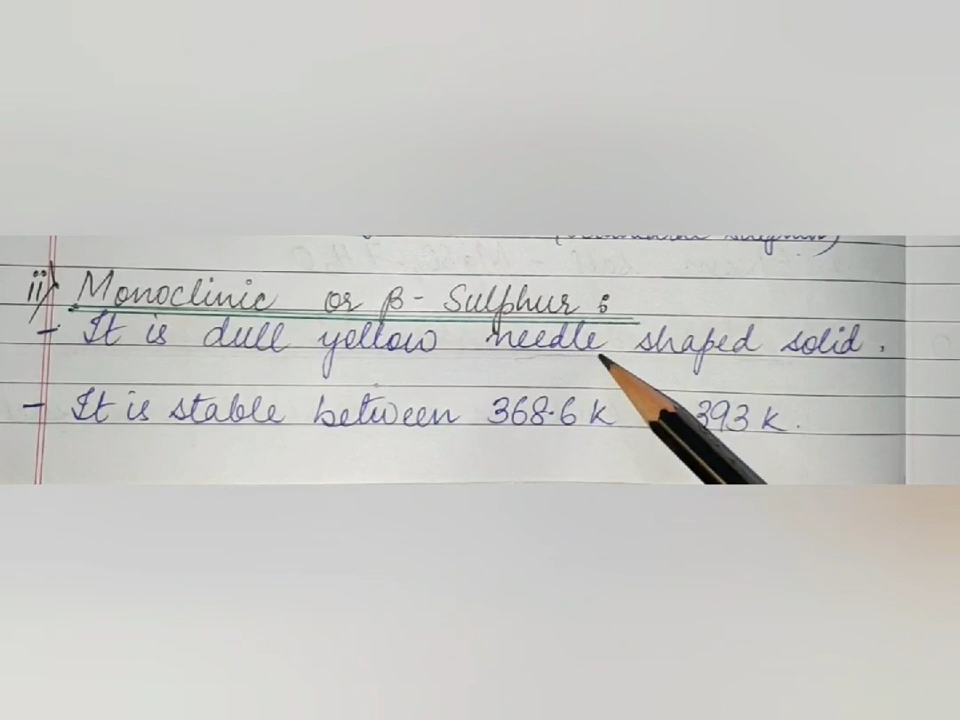 ii) Monoclinic or β - Sulphur :
- It is dull yellow needle shaped solid.
- It is stable between 368.6 K 393 K.